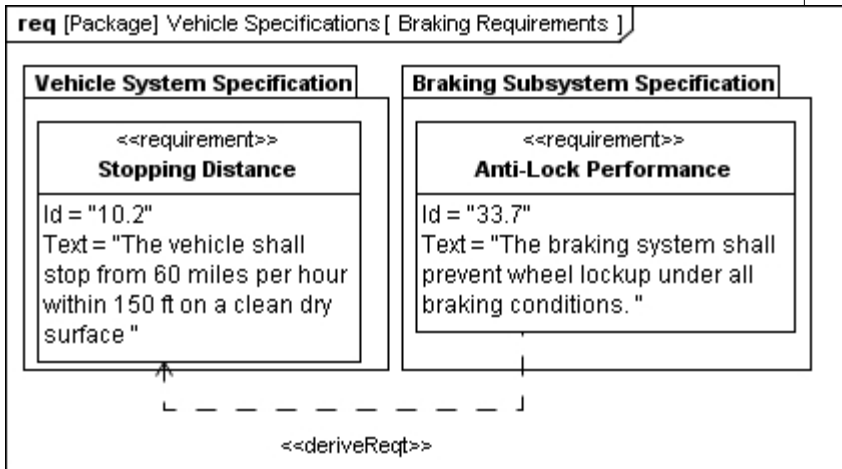 req [Package] Vehicle Specifications [ Braking Requirements ]
Vehicle System Specification
<<requirement>>
Stopping Distance
Id = "10.2"
Text = "The vehicle shall
stop from 60 miles per hour
within 150 ft on a clean dry
surface "
Braking Subsystem Specification
<<requirement>>
Anti-Lock Performance
Id = "33.7"
Text = "The braking system shall
prevent wheel lockup under all
braking conditions. "
<<deriveReqt>>